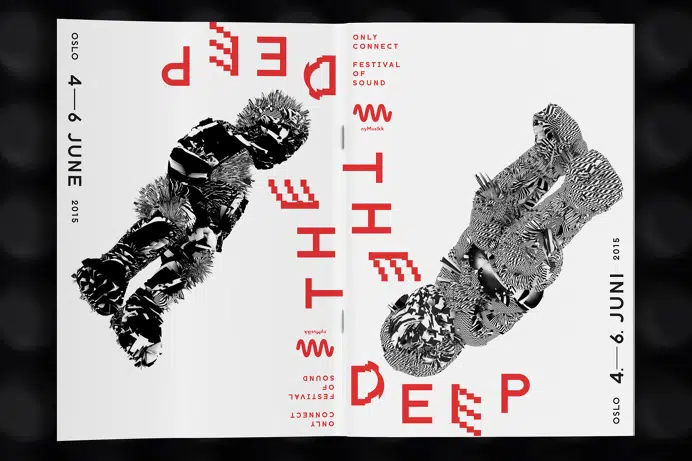 OSLO 4—6 JUNE 2015
DEEP
THE
nyMusikk
ONLY
CONNECT
FESTIVAL
OF
SOUND
ONLY
CONNECT
FESTIVAL
OF
SOUND
nyMusikk
THE
DEEP
OSLO 4.—6. JUNI 2015